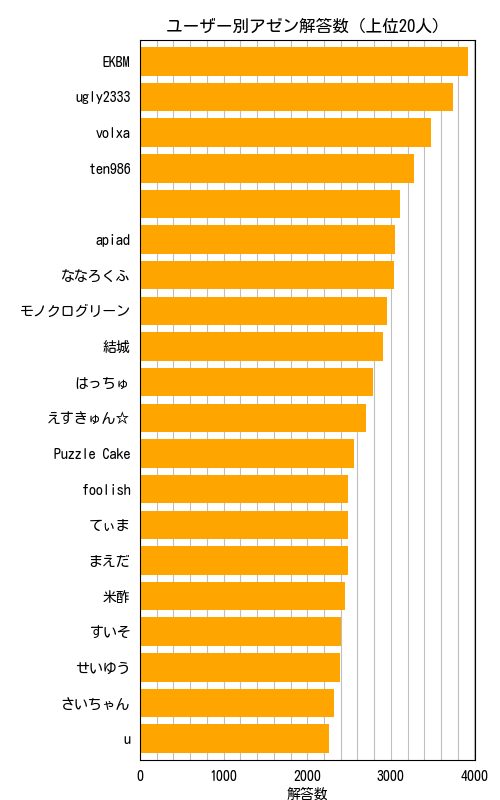 ユーザー別アゼン解答数 (上位20人)
EKBM
ugly2333
volxa
ten986
apiad
ななろくふ
モノクログリーン
結城
はっちゅ
えすきゅん☆
Puzzle Cake
foolish
てぃま
まえだ
米酢
すいそ
せいゆう
さいちゃん
u
0 1000 2000 3000 4000
解答数